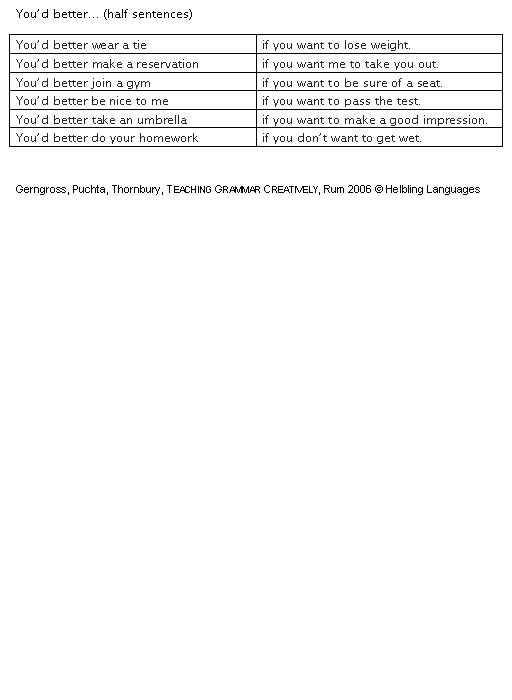 You'd better... (half sentences)
You'd better wear a tie if you want to lose weight.
You'd better make a reservation if you want me to take you out.
You'd better join a gym if you want to be sure of a seat.
You'd better be nice to me if you want to pass the test.
You'd better take an umbrella if you want to make a good impression.
You'd better do your homework if you don't want to get wet.
Gerngross, Puchta, Thornbury, TEACHING GRAMMAR CREATIVELY, Rum 2006 © Helbling Languages